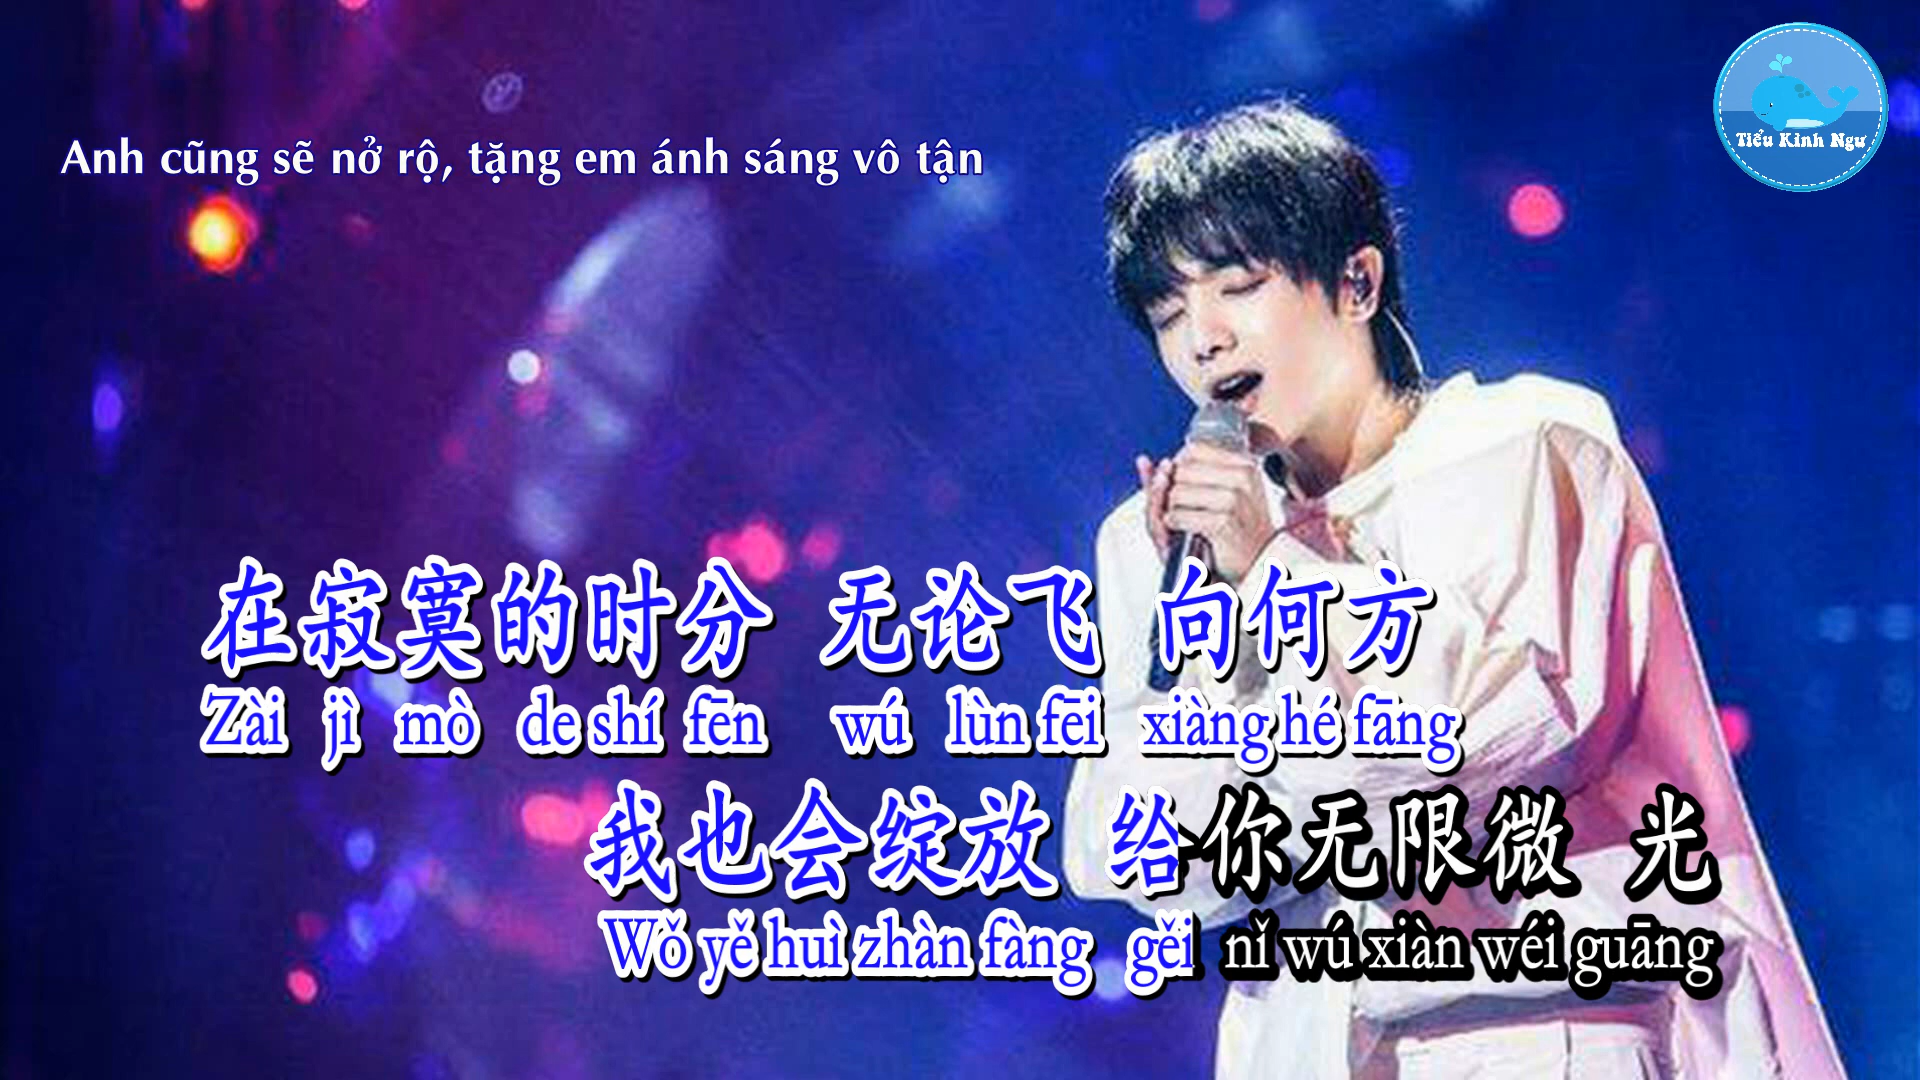 Tiểu Kình Ngư
Anh cũng sẽ nở rộ, tặng em ánh sáng vô tận
在寂寞的时分 无论飞 向何方
Zài jì mò de shí fēn wú lùn fēi xiàng hé fāng
我也会绽放 给你无限微 光
Wǒ yě huì zhàn fàng gěi nǐ wú xiàn wéi guāng